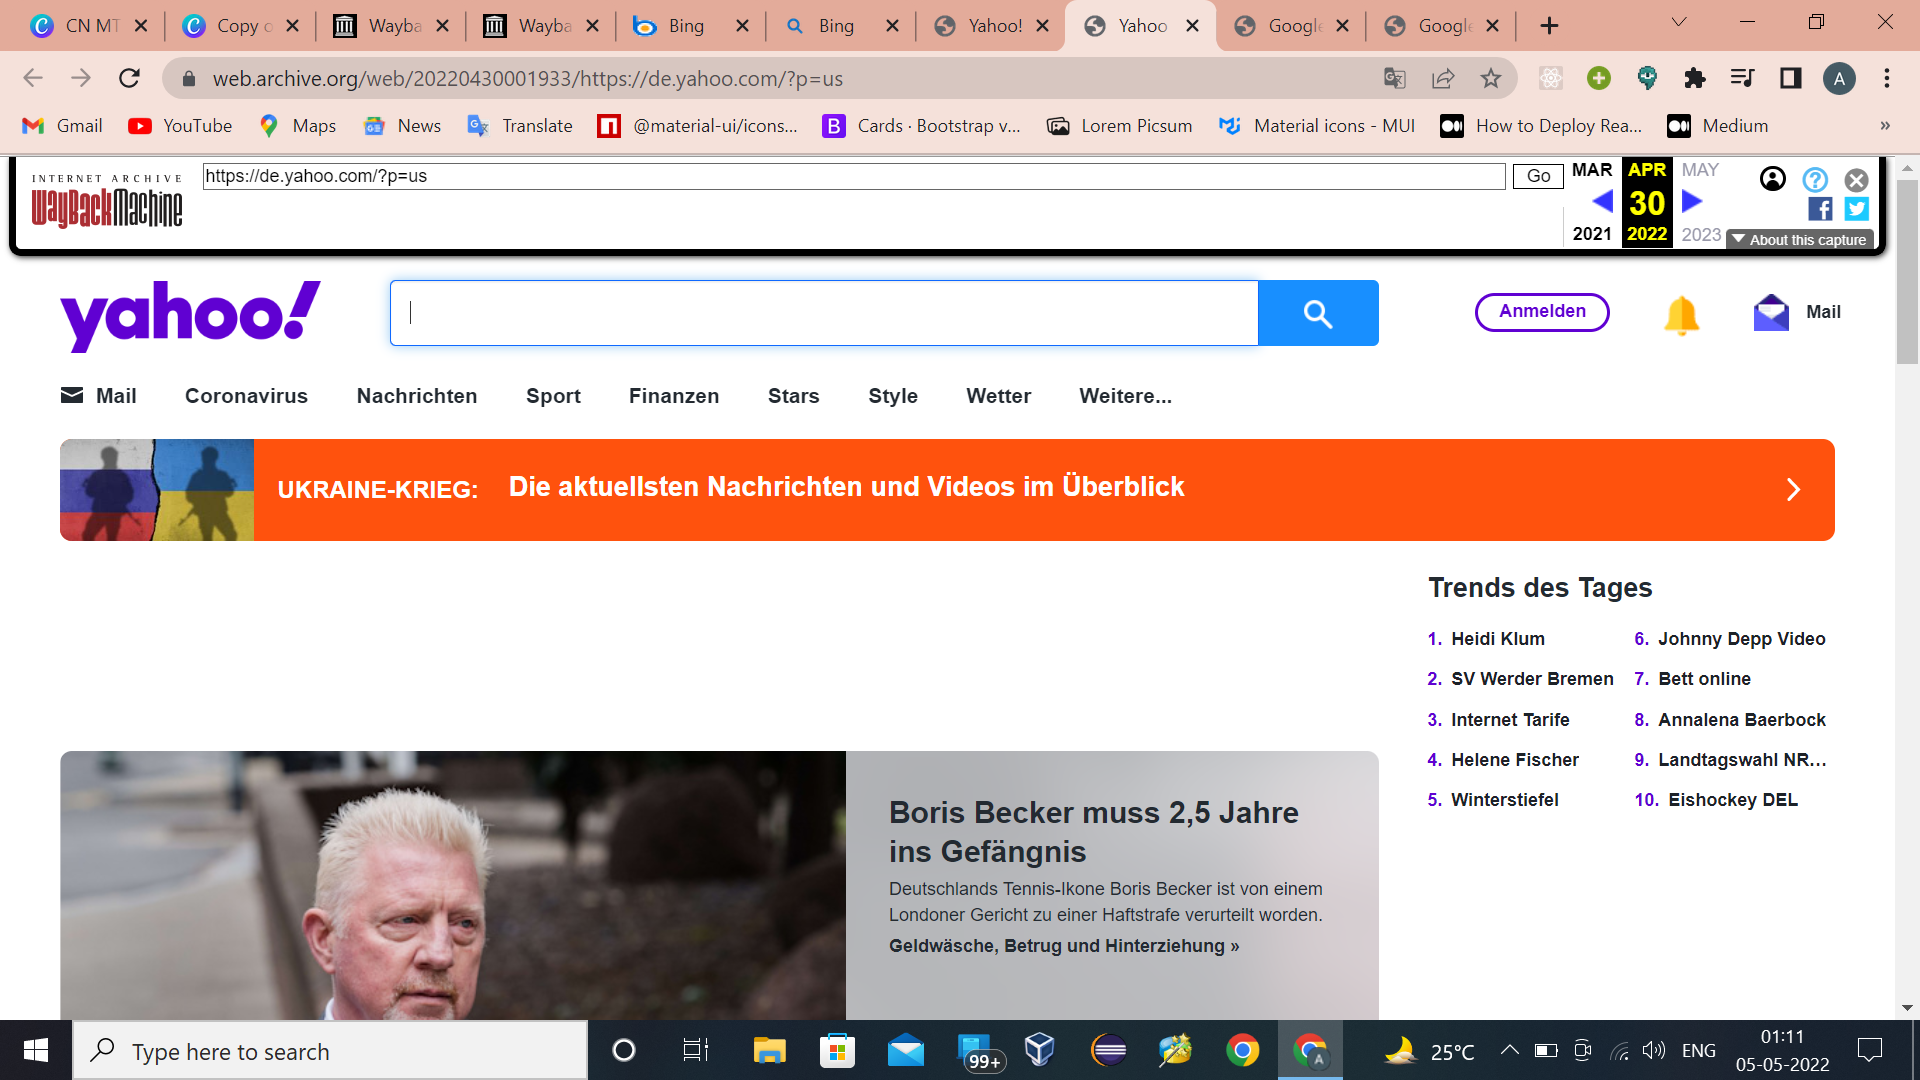 CN MT
Copy o
Wayba
Wayba
Bing
Bing
Yahoo!
Yahoo
Google
Google
web.archive.org/web/20220430001933/https://de.yahoo.com/?p=us
A
Gmail
YouTube
Maps
News
Translate
@material-ui/icons...
Cards · Bootstrap v...
Lorem Picsum
Material icons - MUI
How to Deploy Rea...
Medium
»
INTERNET ARCHIVE
WayBackMachine
https://de.yahoo.com/?p=us
Go
MAR
APR
MAY
30
2021
2022
2023
About this capture
yahoo!
Anmelden
Mail
Mail
Coronavirus
Nachrichten
Sport
Finanzen
Stars
Style
Wetter
Weitere...
UKRAINE-KRIEG:
Die aktuellsten Nachrichten und Videos im Überblick
Trends des Tages
1. Heidi Klum
2. SV Werder Bremen
3. Internet Tarife
4. Helene Fischer
5. Winterstiefel
6. Johnny Depp Video
7. Bett online
8. Annalena Baerbock
9. Landtagswahl NR...
10. Eishockey DEL
Boris Becker muss 2,5 Jahre
ins Gefängnis
Deutschlands Tennis-Ikone Boris Becker ist von einem
Londoner Gericht zu einer Haftstrafe verurteilt worden.
Geldwäsche, Betrug und Hinterziehung »
Type here to search
99+
A
25°C
ENG
01:11
05-05-2022